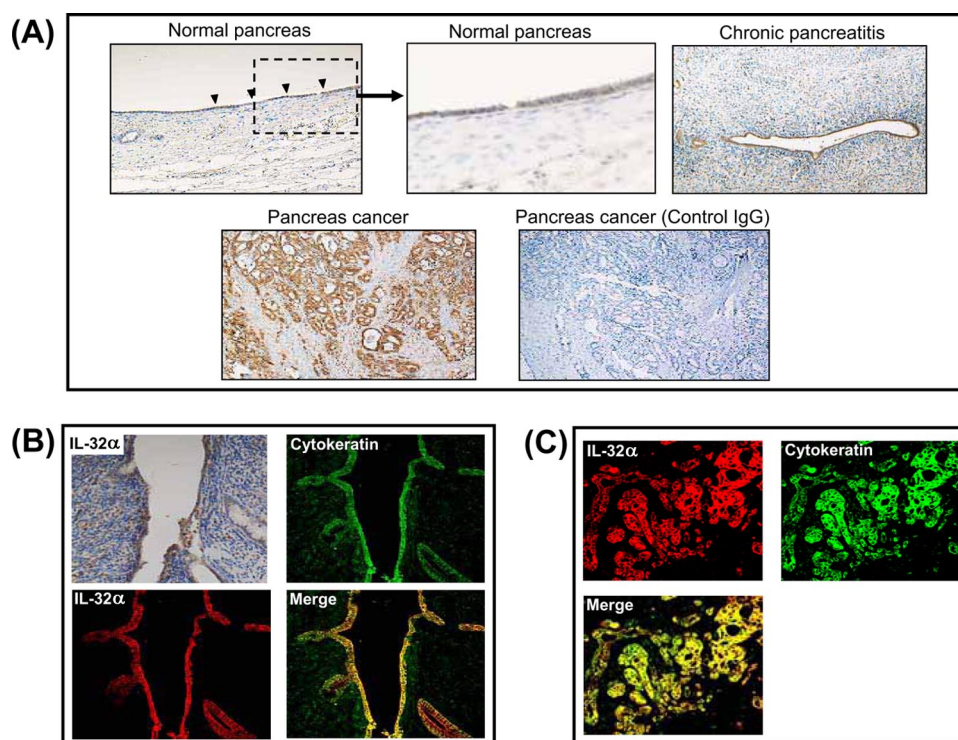 (A)
Normal pancreas
Normal pancreas
Chronic pancreatitis
Pancreas cancer
Pancreas cancer (Control IgG)
(B)
IL-32α
Cytokeratin
IL-32α
Merge
(C)
IL-32α
Cytokeratin
Merge